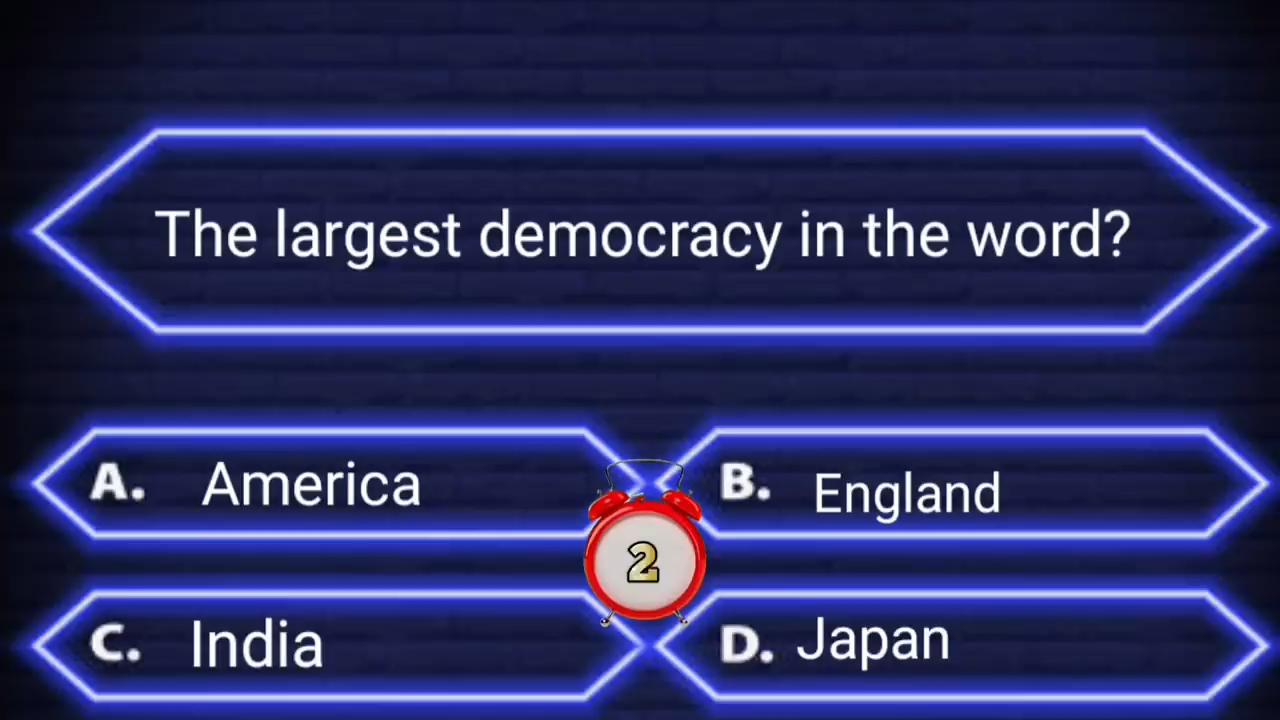 The largest democracy in the word?
A. America
B. England
2
C. India
D. Japan